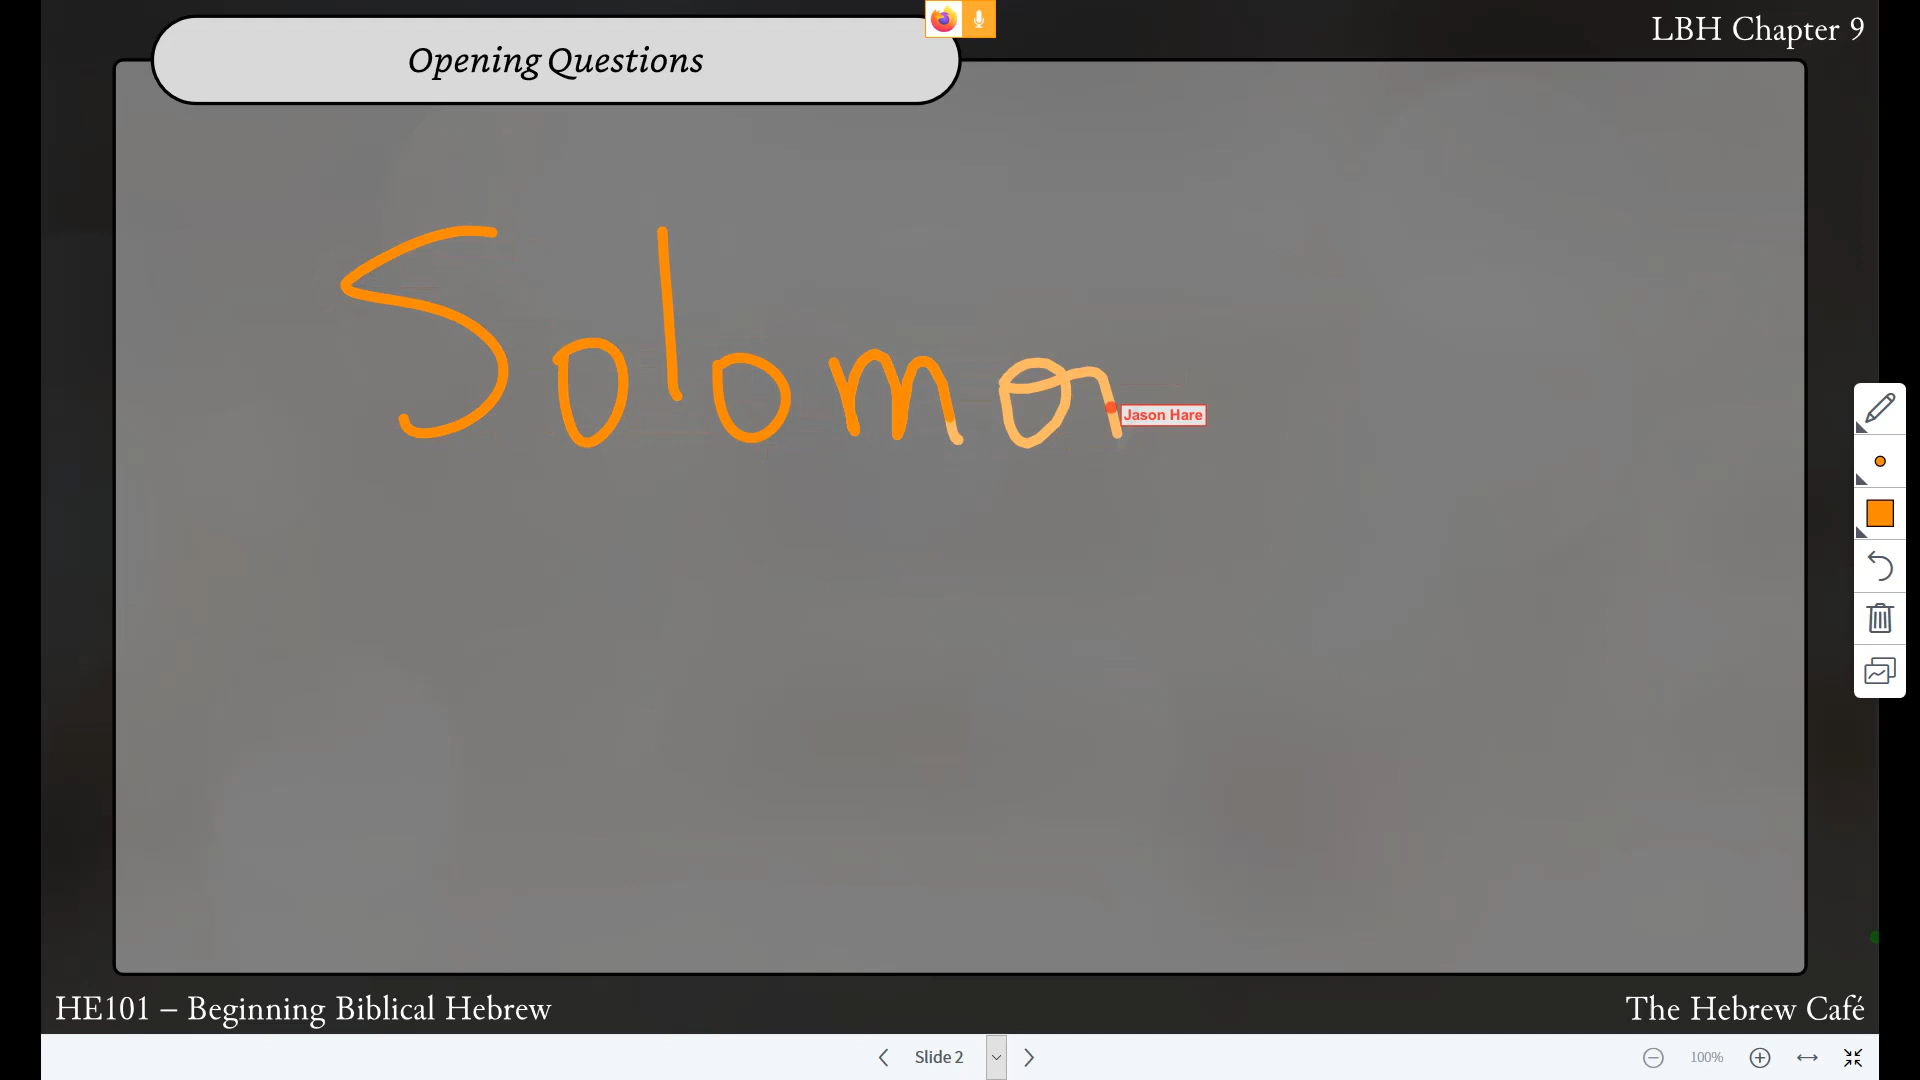 LBH Chapter 9
Opening Questions
Solomon
Jason Hare
HE101 – Beginning Biblical Hebrew
The Hebrew Café
Slide 2
100%